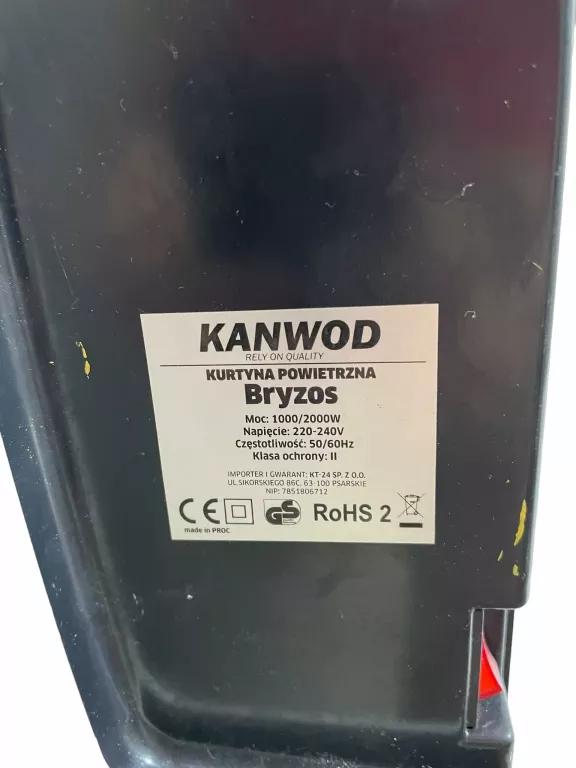 KANWOD
RELY ON QUALITY
KURTYNA POWIETRZNA
Bryzos
Moc: 1000/2000W
Napięcie: 220-240V
Częstotliwość: 50/60Hz
Klasa ochrony: II
IMPORTER I GWARANT: KT-24 SP. Z O.O.
UL.SIKORSKIEGO 86C, 63-100 PSARSKIE
NIP: 7851806712
CE GS RoHS 2
made in PROC